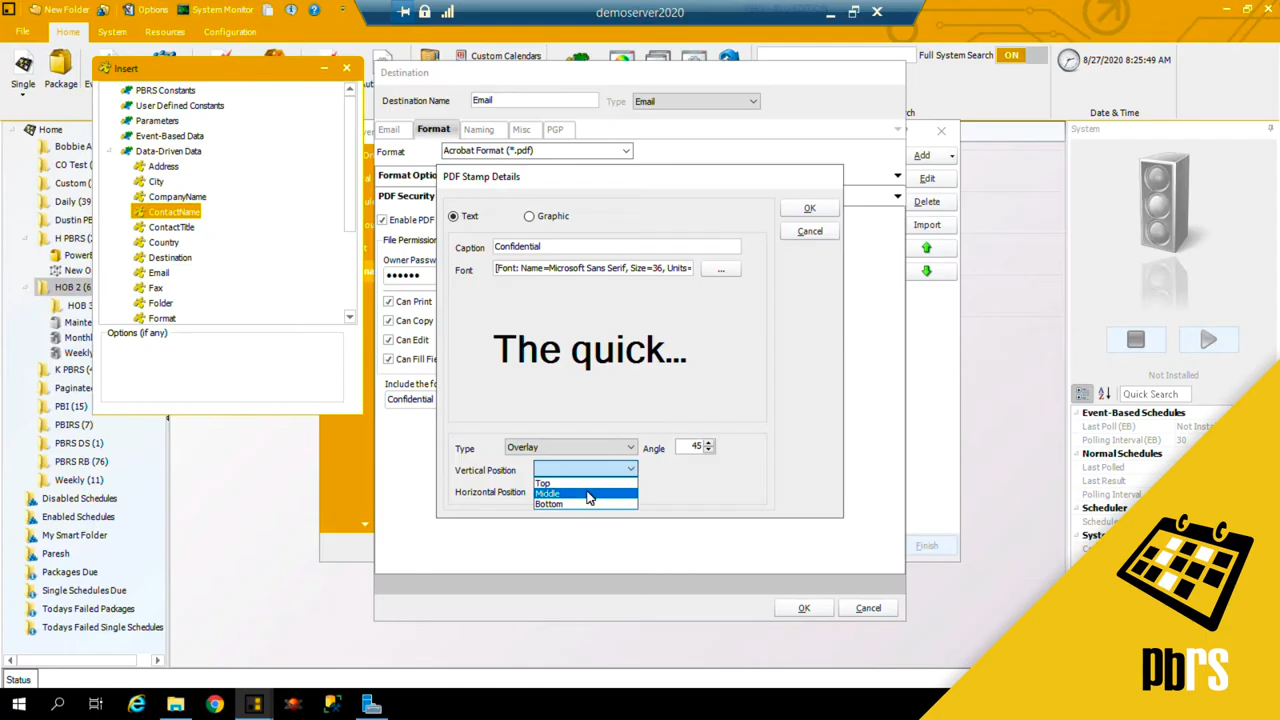 New Folder
Options
System Monitor
demoserver2020
File
Home
System
Resources
Configuration
Single
Package
Custom Calendars
Full System Search
ON
8/27/2020 8:25:49 AM
Date & Time
Insert
PBRS Constants
User Defined Constants
Parameters
Event-Based Data
Data-Driven Data
Address
City
CompanyName
ContactName
ContactTitle
Country
Destination
Email
Fax
Folder
Format
Options (if any)
Home
Bobbie A
CO Test (
Custom (
Daily (39
Dustin PB
H PBRS (2
PowerB
New O
HOB 2 (6
HOB 3
Mainte
Monthl
Weekly
K PBRS (4
Paginate
PBI (15)
PBIRS (7)
PBRS DS (1)
PBRS RB (76)
Weekly (11)
Disabled Schedules
Enabled Schedules
My Smart Folder
Paresh
Packages Due
Single Schedules Due
Todays Failed Packages
Todays Failed Single Schedules
Status
Destination
Destination Name
Email
Type
Email
Email
Format
Naming
Misc
PGP
Format
Acrobat Format (*.pdf)
Format Optio
PDF Security
Enable PDF
File Permission
Owner Passw
Can Print
Can Copy
Can Edit
Can Fill Fie
Include the fo
Confidential
PDF Stamp Details
Text
Graphic
OK
Cancel
Caption
Confidential
Font
[Font: Name=Microsoft Sans Serif, Size=36, Units=
...
The quick...
Type
Overlay
Angle
45
Vertical Position
Top
Middle
Bottom
Horizontal Position
OK
Cancel
Add
Edit
Delete
Import
Finish
System
Not Installed
Quick Search
Event-Based Schedules
Last Poll (EB)
Not Inst
Polling Interval(EB)
30
Normal Schedules
Last Polled
Last Result
Polling Interval
Scheduler
Schedule
Syste
pbrs